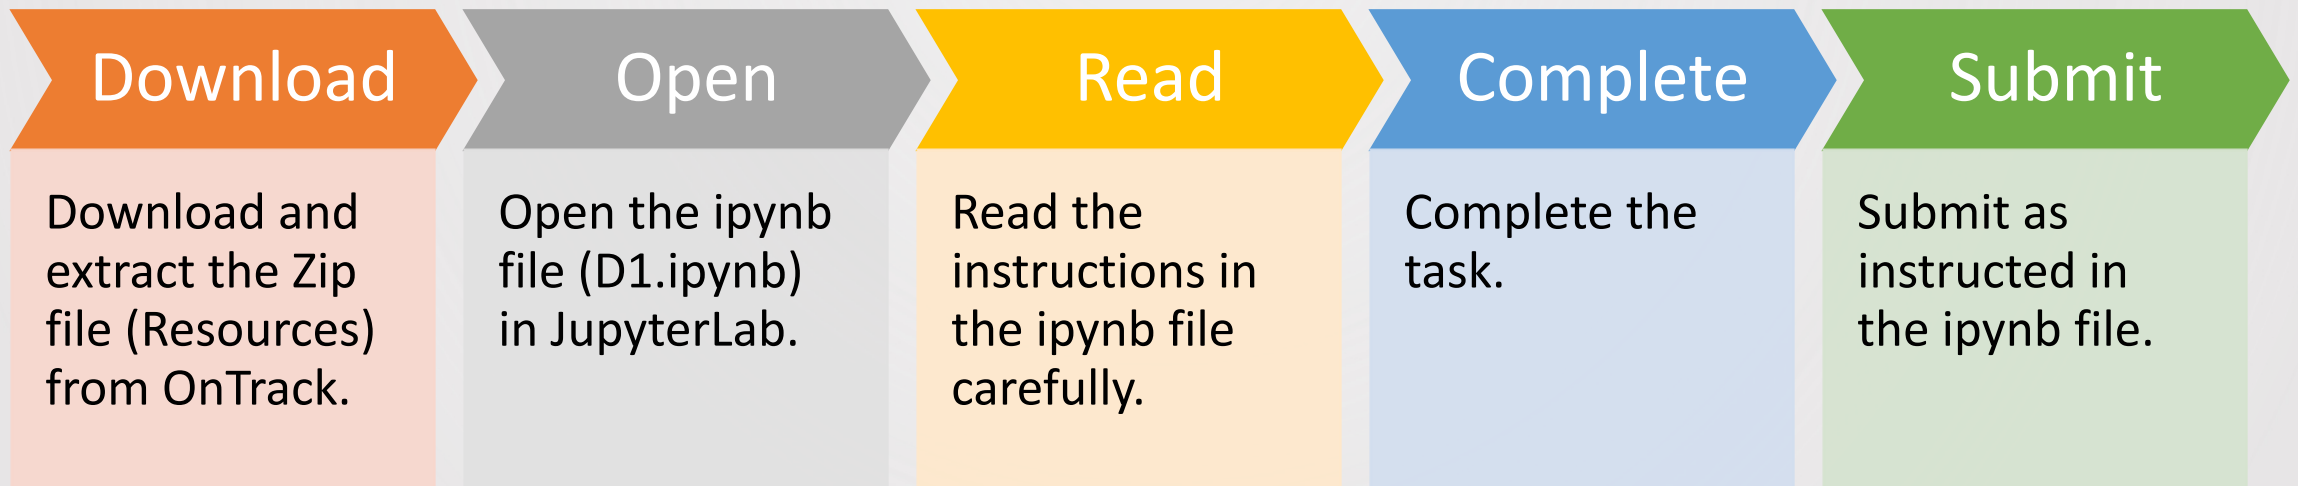 Download
Download and
extract the Zip
file (Resources)
from OnTrack.
Open
Open the ipynb
file (D1.ipynb)
in JupyterLab.
Read
Read the
instructions in
the ipynb file
carefully.
Complete
Complete the
task.
Submit
Submit as
instructed in
the ipynb file.